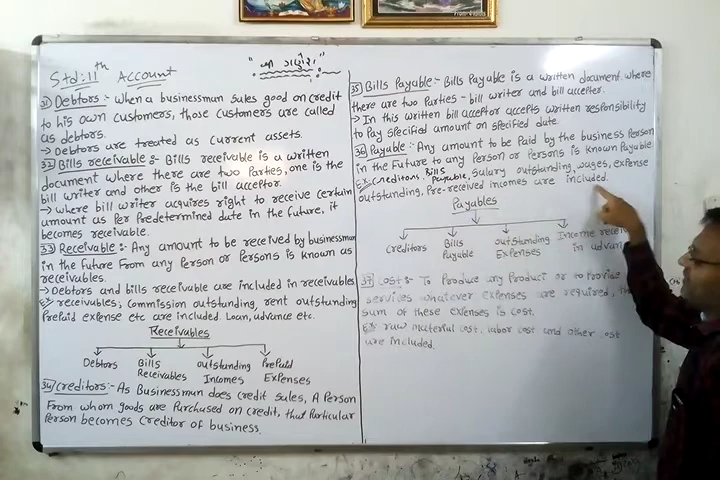 Std:11th Account
"શ્રી ગણેશ"
31) Debtors:- When a businessman sales good on credit
to his own customers, those customers are called
as debtors.
→ Debtors are treated as current assets.
32) Bills receivable :- Bills receivable is a written
document where there are two Parties, one is the
bill writer and other is the bill acceptor.
→ where bill writer acquires right to receive certain
amount as Per Predetermined date in the future, it
becomes receivable.
33) Receivable:- Any amount to be received by businessman
in the Future From any Person or Persons is known as
receivables.
→ Debtors and bills receivable are included in receivables
Ex receivables; Commission outstanding, rent outstanding
PrePaid expense etc are included. Loan, advance etc.
Receivables
Debtors Bills Receivables outstanding Incomes PrePaid Expenses
34) Creditors:- As Businessman does credit sales, A Person
From whom goods are Purchased on credit, that Particular
Person becomes Creditor of business.
35) Bills Payable:- Bills Payable is a written document. where
there are two Parties - bill writer and bill accepter.
→ In this written bill acceptor accepts written responsibility
to Pay specified amount on specified date.
36) Payable:- Any amount to be Paid by the business Person
in the Future to any Person or Persons is known Payable
Ex Creditors, Bills Payable, Salary outstanding, wages, expense
outstanding, Pre-received incomes are included.
Payables
Creditors Bills Payable outstanding Expenses Income in advan
37) Cost:- To Produce any Product or to Provise
services whatever expenses are required,
sum of these expenses is cost.
Ex raw material cost, labor cost and other cost
are included.